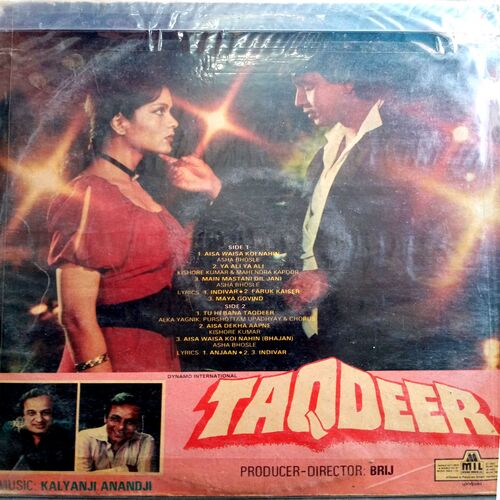 SIDE 1
1. AISA WAISA KOI NAHIN
ASHA BHOSLE
2. YA ALI YA ALI
KISHORE KUMAR & MAHENDRA KAPOOR
3. MAIN MASTANI DILJANI
ASHA BHOSLE
LYRICS 1. INDIVAR • 2. FARUK KAISER
3. MAYA GOVIND
SIDE 2
1. TU HI BANA TAQDEER
ALKA YAGNIK, PURSHOTTAM UPADHYAY & CHORUS
2. AISA DEKHA AAPNE
KISHORE KUMAR
3. AISA WAISA KOI NAHIN (BHAJAN)
ASHA BHOSLE
LYRICS 1. ANJAAN • 2. 3. INDIVAR
DYNAMO INTERNATIONAL
TAQDEER
PRODUCER-DIRECTOR: BRIJ
MUSIC: KALYANJI ANANDJI
MIL